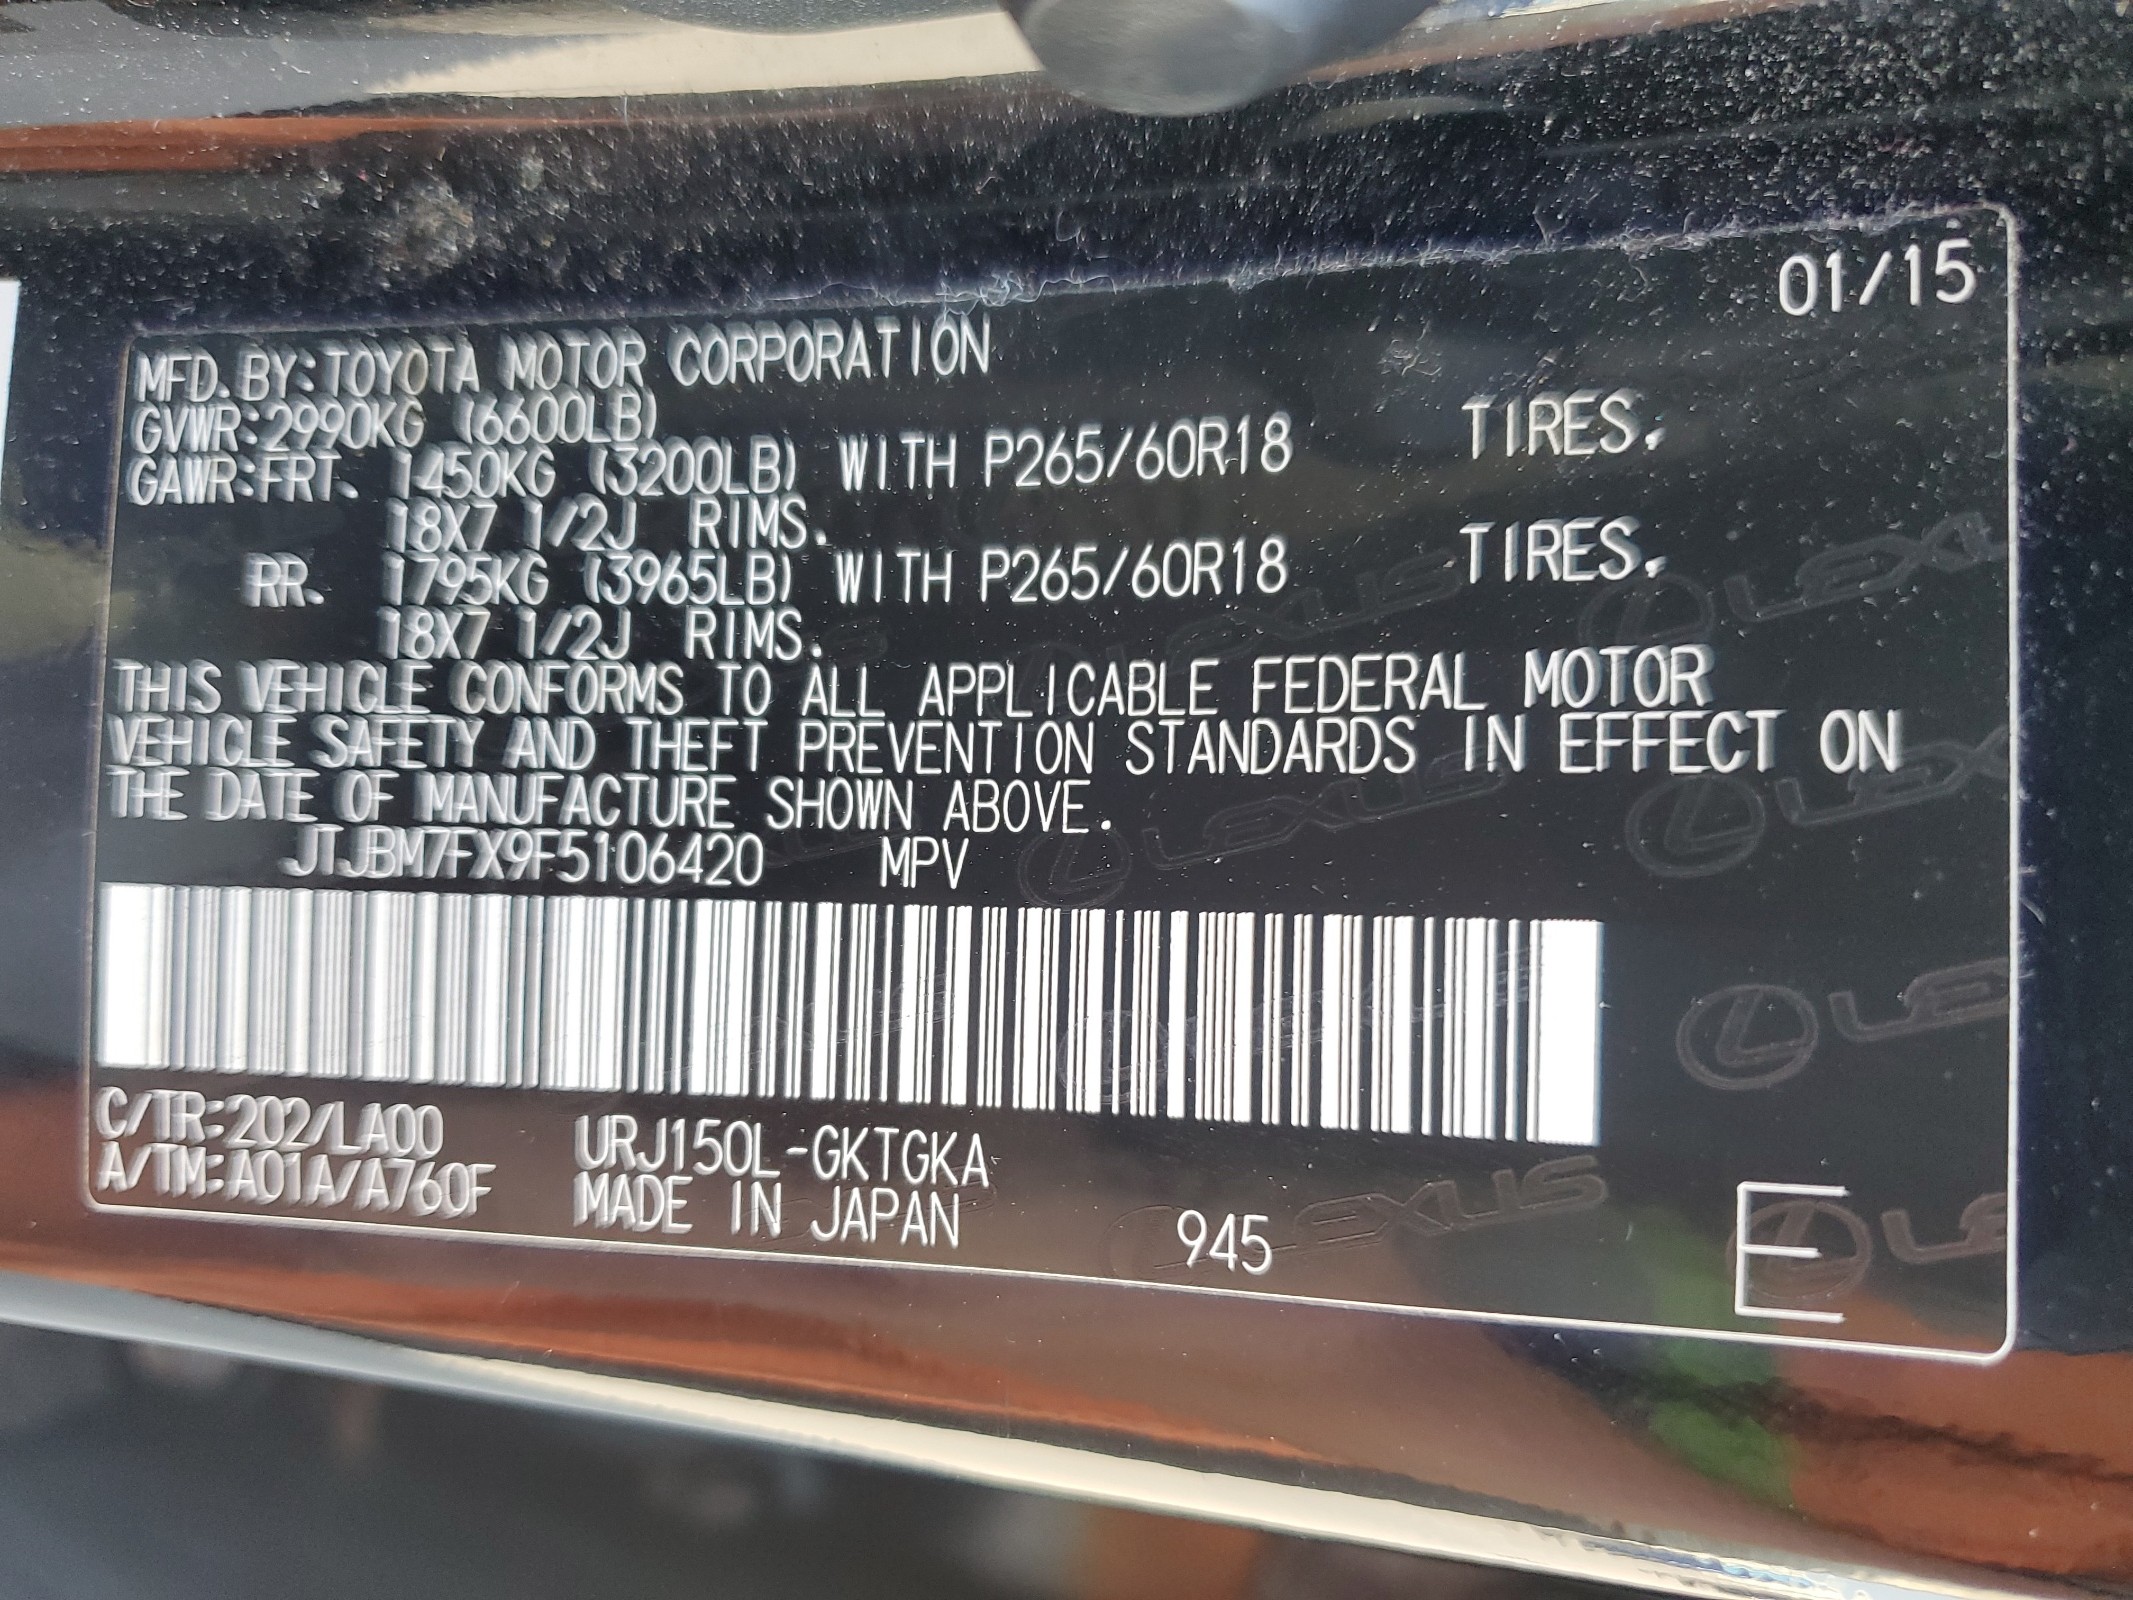 01/15
MFD. BY: TOYOTA MOTOR CORPORATION
GVWR: 2990KG (6600LB)
GAWR: FRT. 1450KG (3200LB) WITH P265/60R18 TIRES.
18X7 1/2J RIMS.
RR. 1795KG (3965LB) WITH P265/60R18 TIRES.
18X7 1/2J RIMS.
THIS VEHICLE CONFORMS TO ALL APPLICABLE FEDERAL MOTOR
VEHICLE SAFETY AND THEFT PREVENTION STANDARDS IN EFFECT ON
THE DATE OF MANUFACTURE SHOWN ABOVE.
JTJBM7FX9F5106420 MPV
C/TR: 202/LA00 URJ150L-GKTGKA
A/TM: A01A/A760F MADE IN JAPAN 945 E